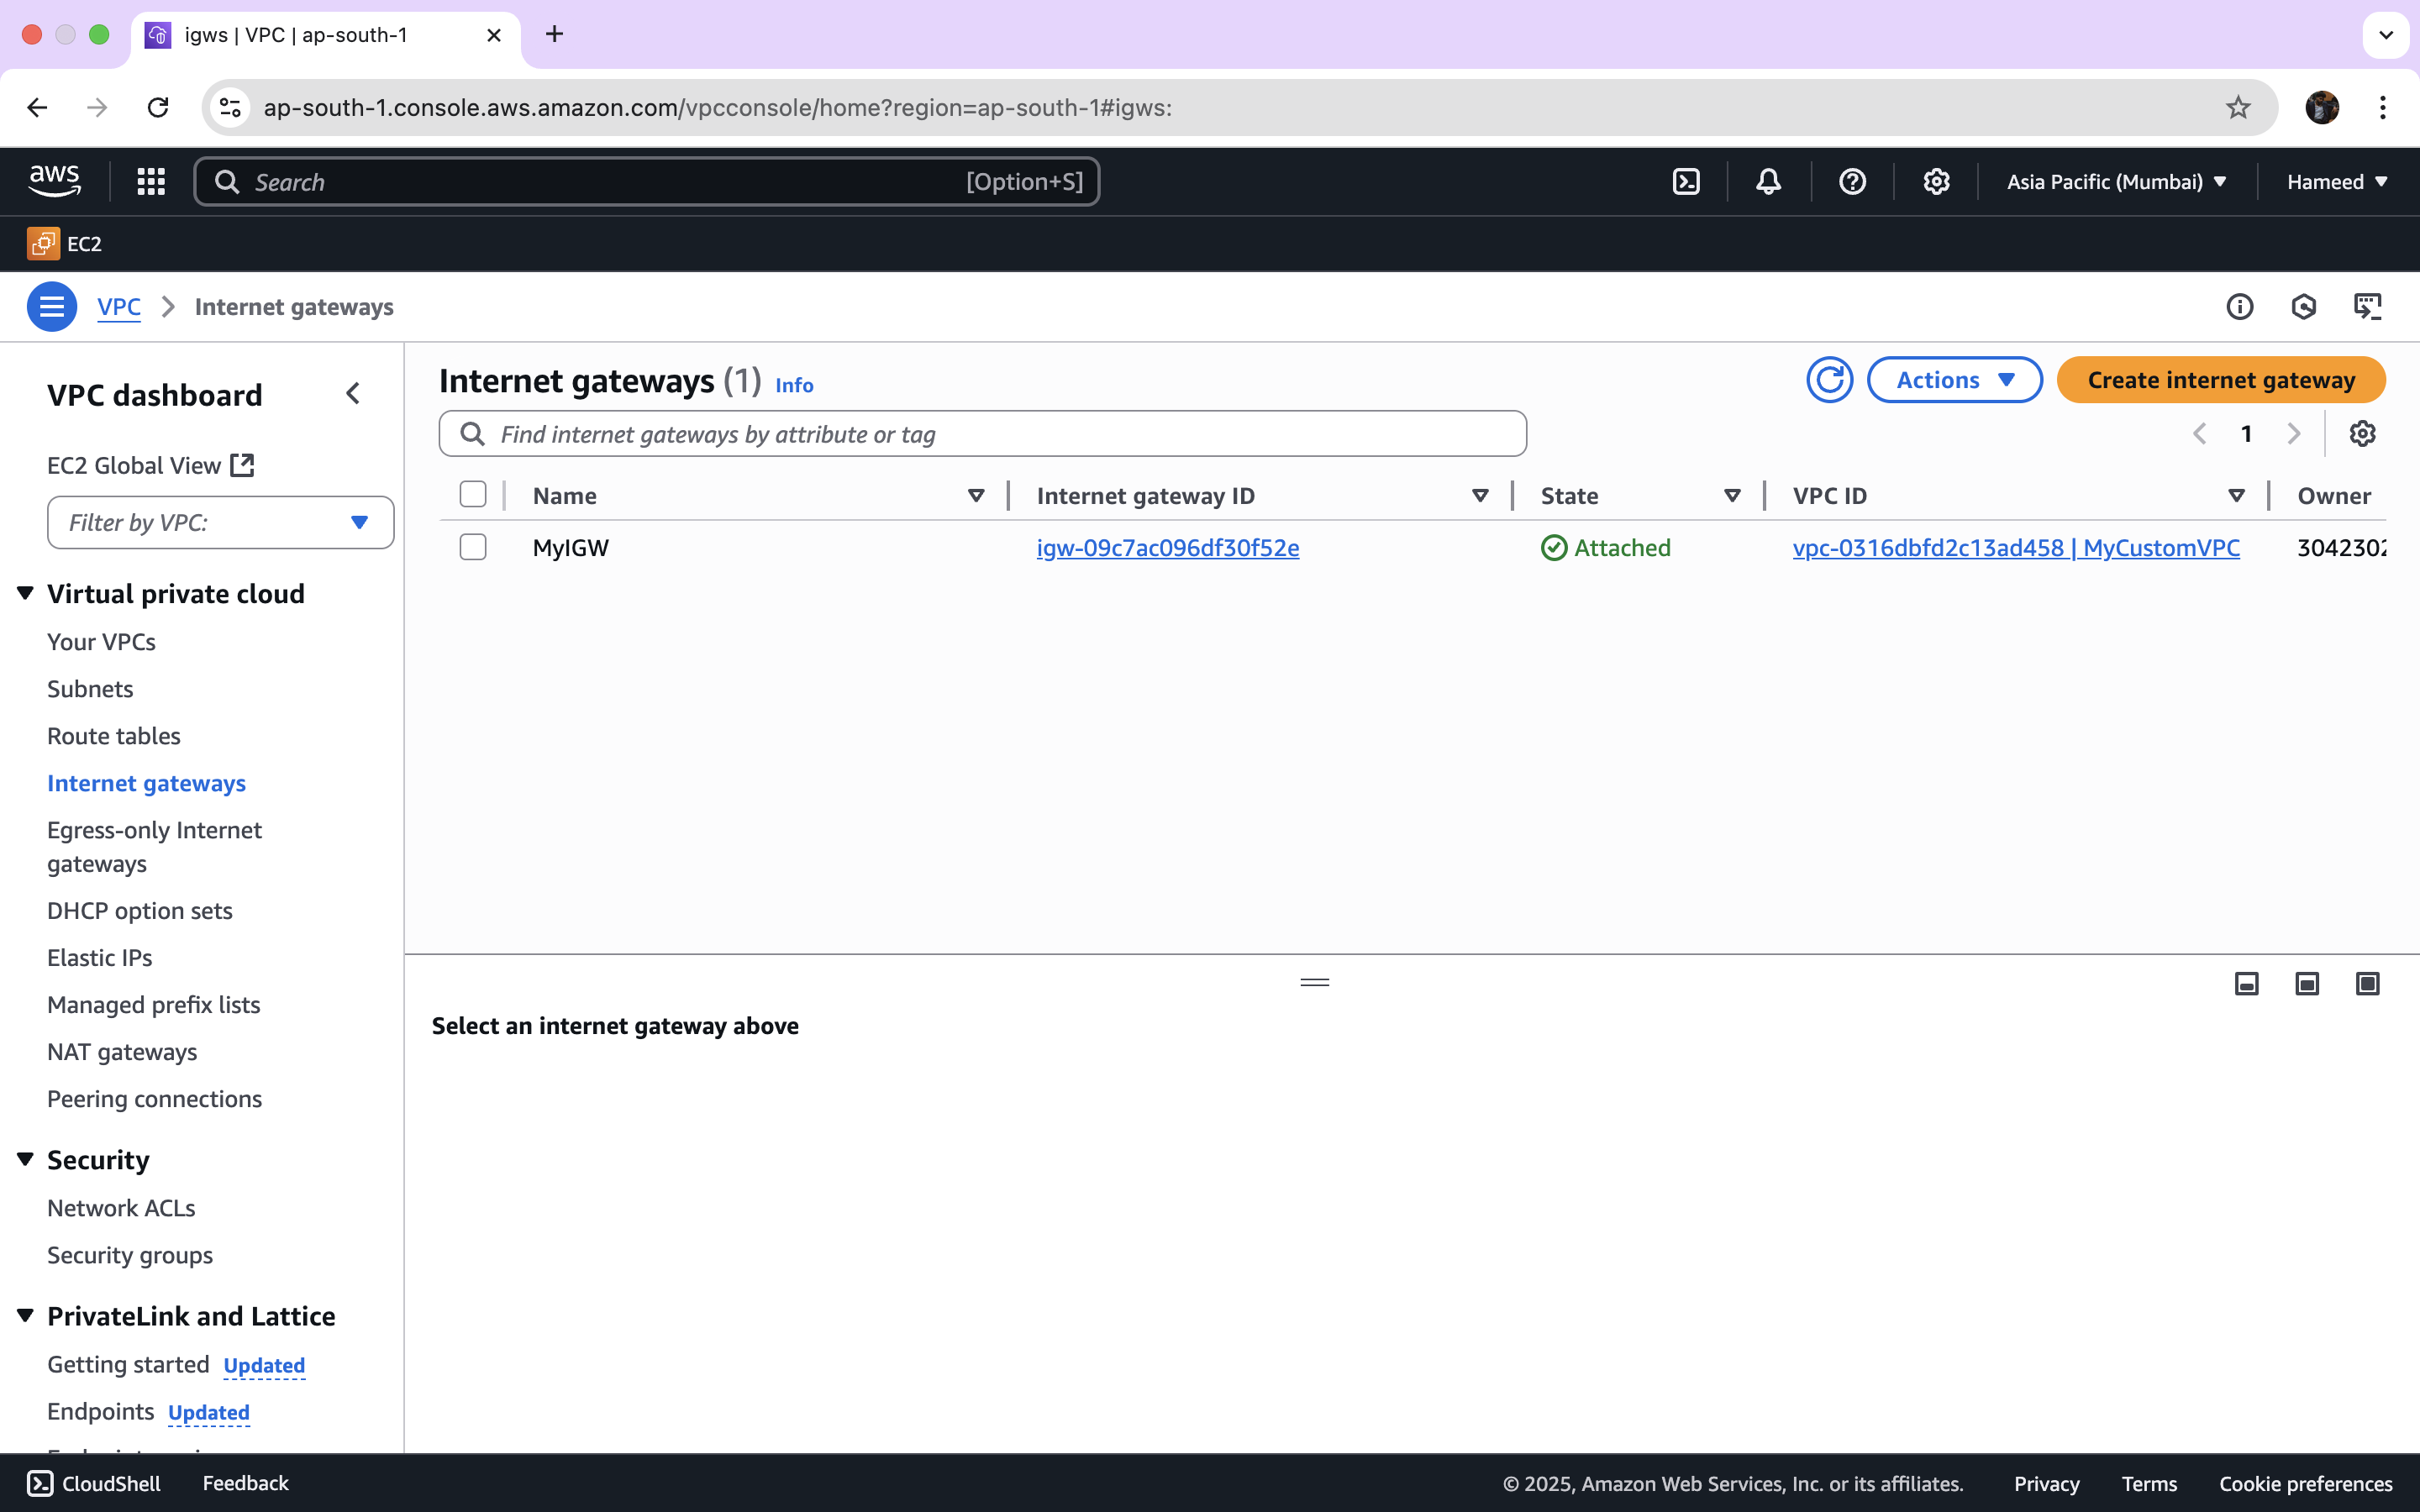 igws | VPC | ap-south-1
ap-south-1.console.aws.amazon.com/vpcconsole/home?region=ap-south-1#igws:
aws
Search
[Option+S]
Asia Pacific (Mumbai)
Hameed
EC2
VPC
Internet gateways
VPC dashboard
EC2 Global View
Filter by VPC:
Virtual private cloud
Your VPCs
Subnets
Route tables
Internet gateways
Egress-only Internet
gateways
DHCP option sets
Elastic IPs
Managed prefix lists
NAT gateways
Peering connections
Security
Network ACLs
Security groups
PrivateLink and Lattice
Getting started Updated
Endpoints Updated
Internet gateways (1) Info
Actions
Create internet gateway
Find internet gateways by attribute or tag
1
Name
Internet gateway ID
State
VPC ID
Owner
MyIGW
igw-09c7ac096df30f52e
Attached
vpc-0316dbfd2c13ad458 | MyCustomVPC
Select an internet gateway above
CloudShell
Feedback
© 2025, Amazon Web Services, Inc. or its affiliates.
Privacy
Terms
Cookie preferences